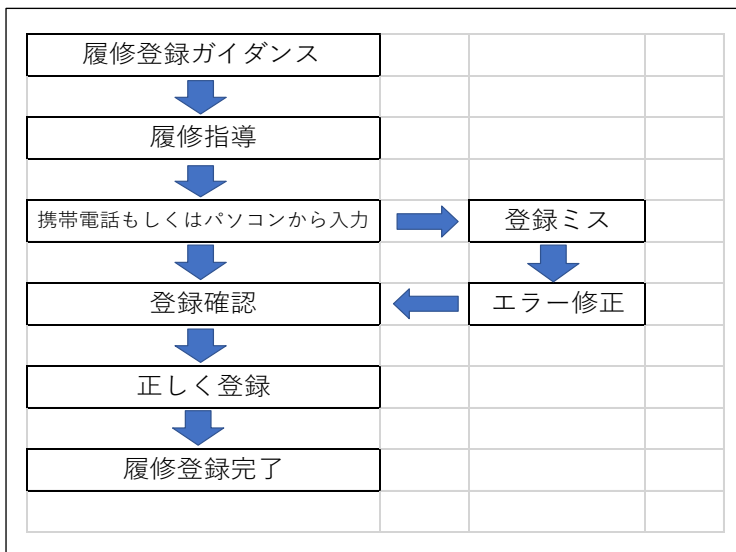 履修登録ガイダンス
履修指導
携帯電話もしくはパソコンから入力
登録ミス
登録確認
エラー修正
正しく登録
履修登録完了